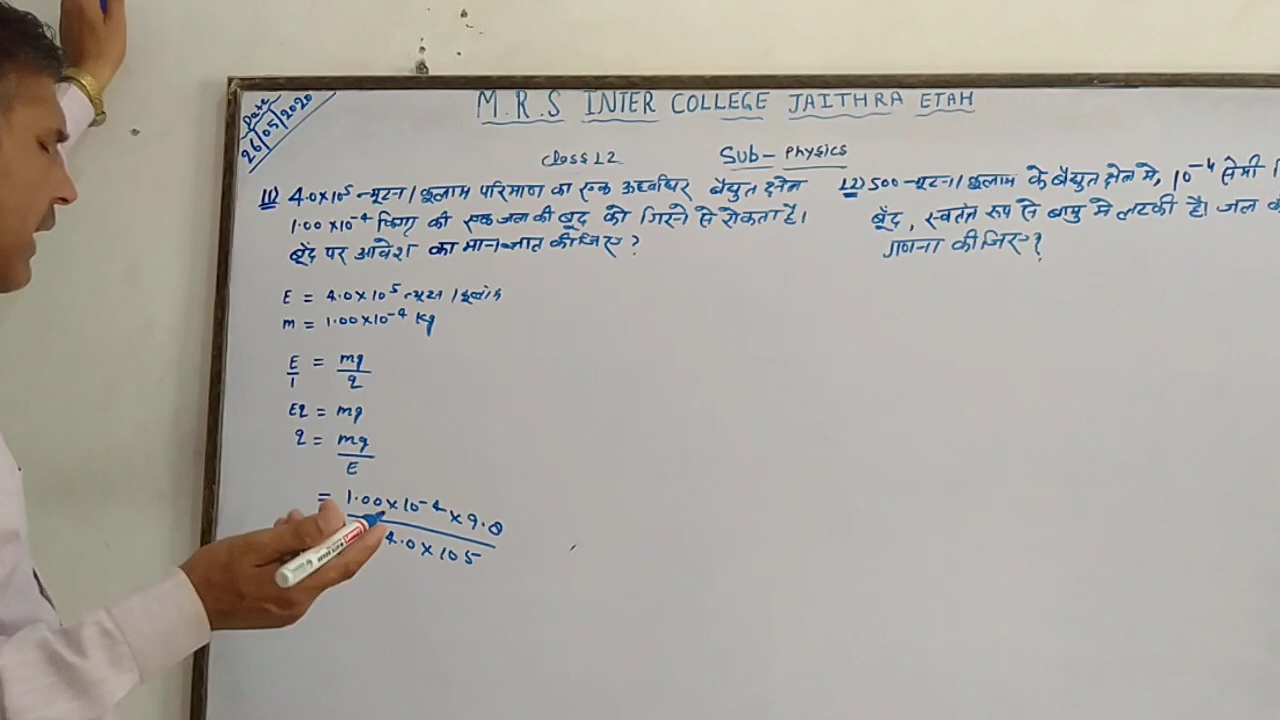 Date
26/05/2020
M.R.S INTER COLLEGE JAITHRA ETAH
Class 12
Sub- Physics
11) 4.0×10⁵ न्यूटन/कूलाम परिमाण का एक उर्ध्वाधर वैद्युत क्षेत्र
1.00×10⁻⁴ किग्रा की एक जल की बूंद को गिरने से रोकता है।
बूँद पर आवेश का मान ज्ञात कीजिए?
E = 4.0×10⁵ न्यूटन/कूलॉम
m = 1.00×10⁻⁴ kg
E/1 = mg/q
Eq = mg
q = mg/E
= 1.00×10⁻⁴×9.8
4.0×10⁵
12) 500 न्यूटन/कूलाम के वैद्युत क्षेत्र में, 10⁻⁴ सेमी
बूँद, स्वतंत्र रूप से वायु में लटकी है। जल
गणना कीजिए?